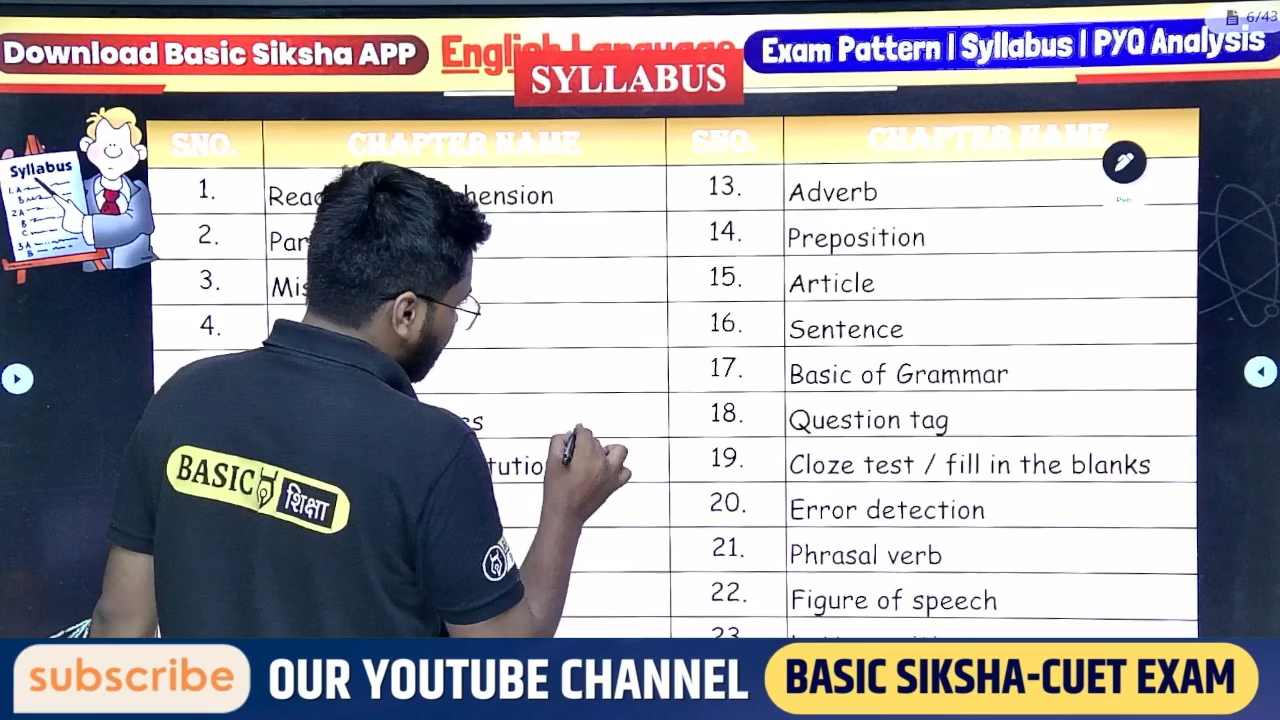 6/43
Download Basic Siksha APP
English Language
Exam Pattern | Syllabus | PYQ Analysis
SYLLABUS
SNO. CHAPTER NAME SNO. CHAPTER NAME
Syllabus
1. 13. Adverb
2. 14. Preposition
3. 15. Article
4. 16. Sentence
17. Basic of Grammar
18. Question tag
19. Cloze test / fill in the blanks
20. Error detection
21. Phrasal verb
22. Figure of speech
23.
BASIC शिक्षा
subscribe OUR YOUTUBE CHANNEL BASIC SIKSHA-CUET EXAM